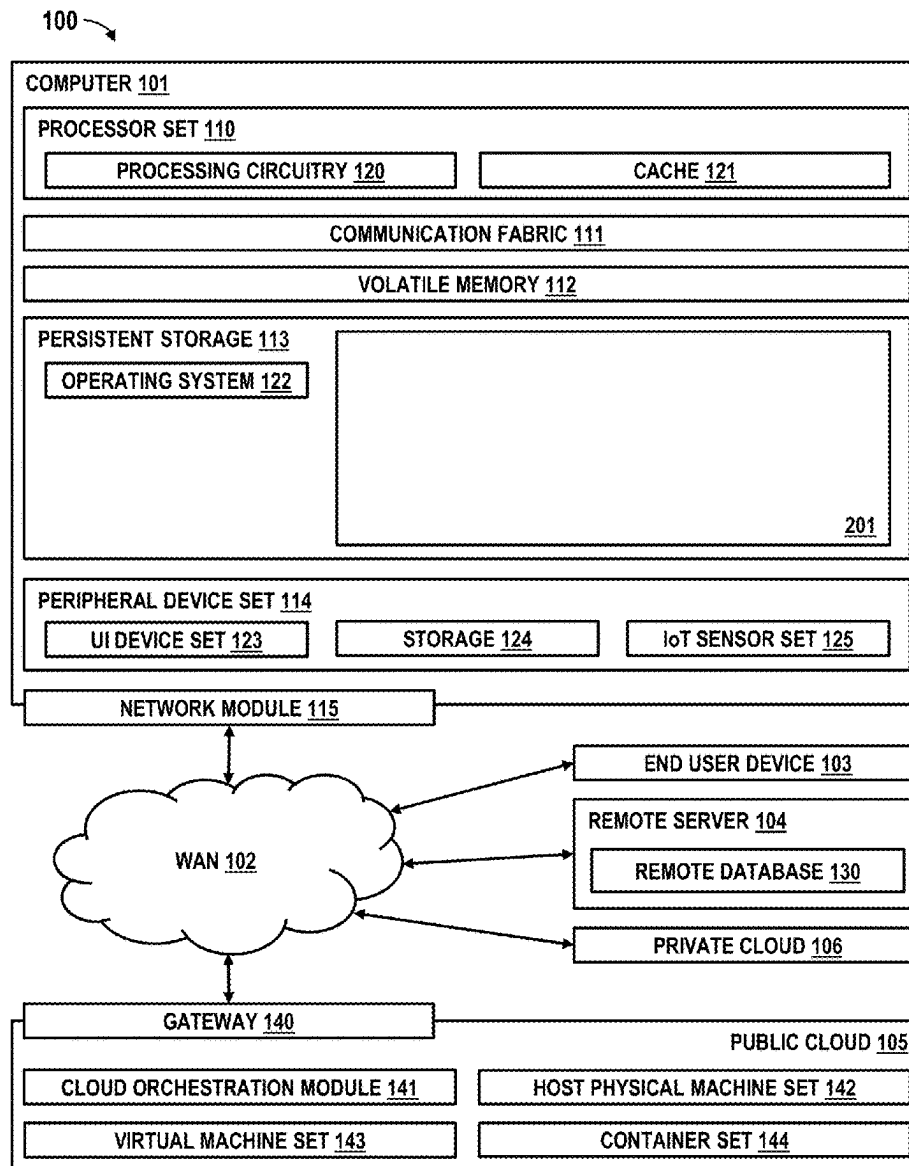 100
COMPUTER 101
PROCESSOR SET 110
PROCESSING CIRCUITRY 120
CACHE 121
COMMUNICATION FABRIC 111
VOLATILE MEMORY 112
PERSISTENT STORAGE 113
OPERATING SYSTEM 122
201
PERIPHERAL DEVICE SET 114
UI DEVICE SET 123
STORAGE 124
IoT SENSOR SET 125
NETWORK MODULE 115
WAN 102
END USER DEVICE 103
REMOTE SERVER 104
REMOTE DATABASE 130
PRIVATE CLOUD 106
GATEWAY 140
PUBLIC CLOUD 105
CLOUD ORCHESTRATION MODULE 141
HOST PHYSICAL MACHINE SET 142
VIRTUAL MACHINE SET 143
CONTAINER SET 144